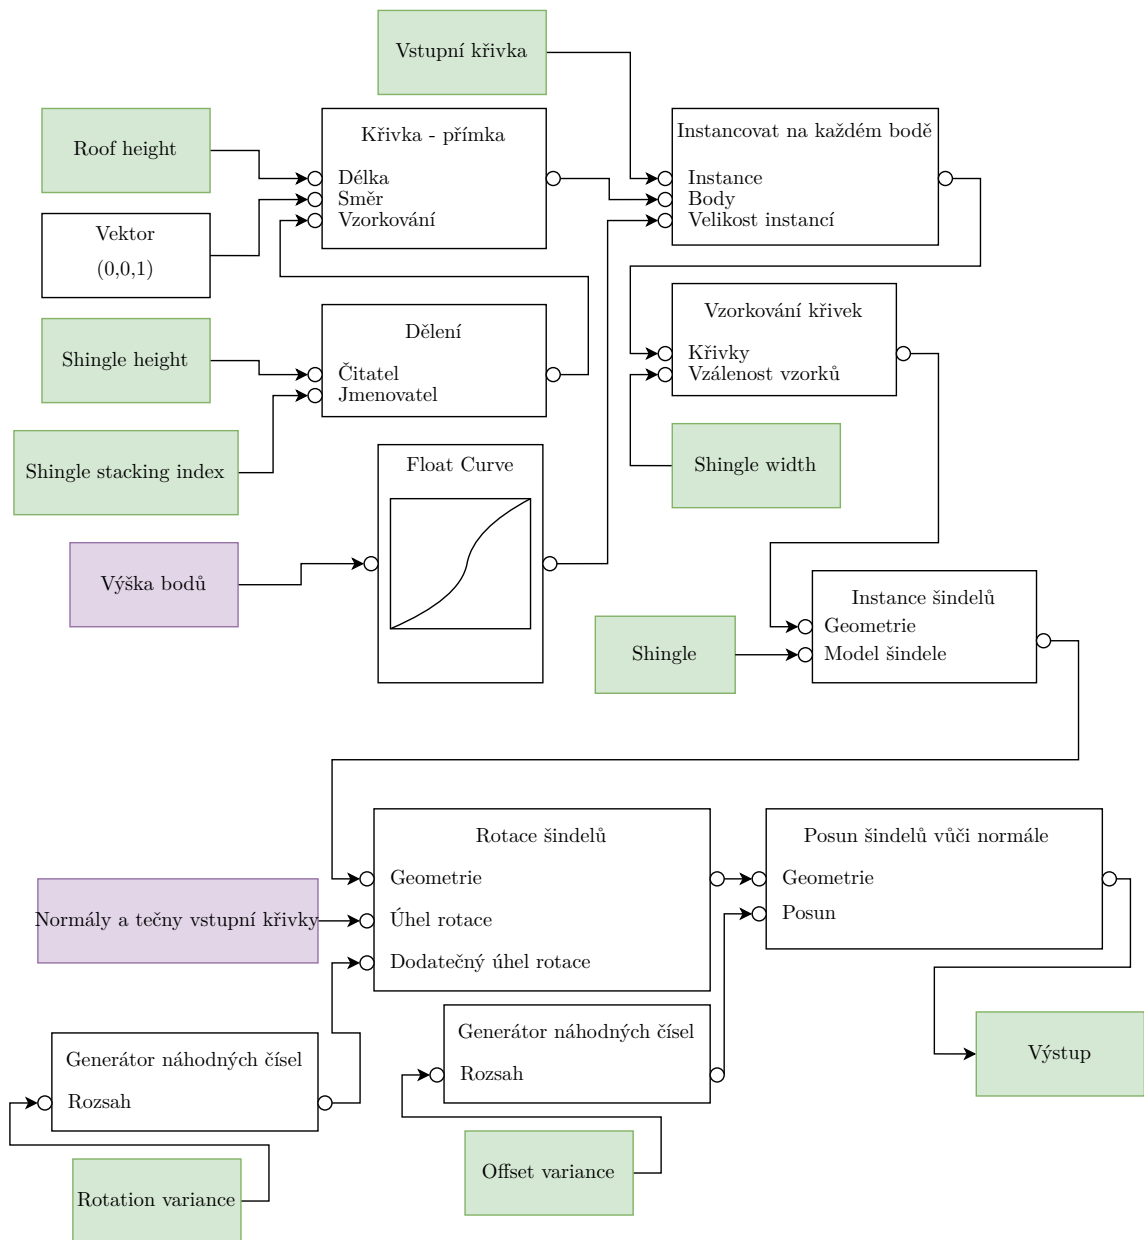 Vstupní křivka
Roof height
Křivka - přímka
Délka
Směr
Vzorkování
Instancovat na každém bodě
Instance
Body
Velikost instancí
Vektor
(0,0,1)
Shingle height
Dělení
Čitatel
Jmenovatel
Vzorkování křivek
Křivky
Vzálenost vzorků
Shingle stacking index
Float Curve
Shingle width
Výška bodů
Instance šindelů
Geometrie
Model šindele
Shingle
Rotace šindelů
Geometrie
Úhel rotace
Dodatečný úhel rotace
Posun šindelů vůči normále
Geometrie
Posun
Normály a tečny vstupní křivky
Generátor náhodných čísel
Rozsah
Generátor náhodných čísel
Rozsah
Výstup
Rotation variance
Offset variance